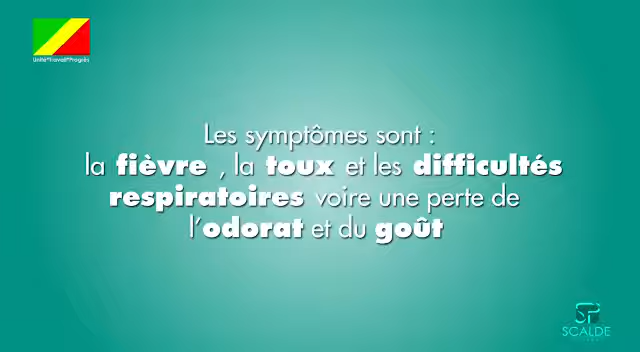 Unité*Travail*Progrès
Les symptômes sont :
la fièvre , la toux et les difficultés
respiratoires voire une perte de
l'odorat et du goût
SP
SCALDE